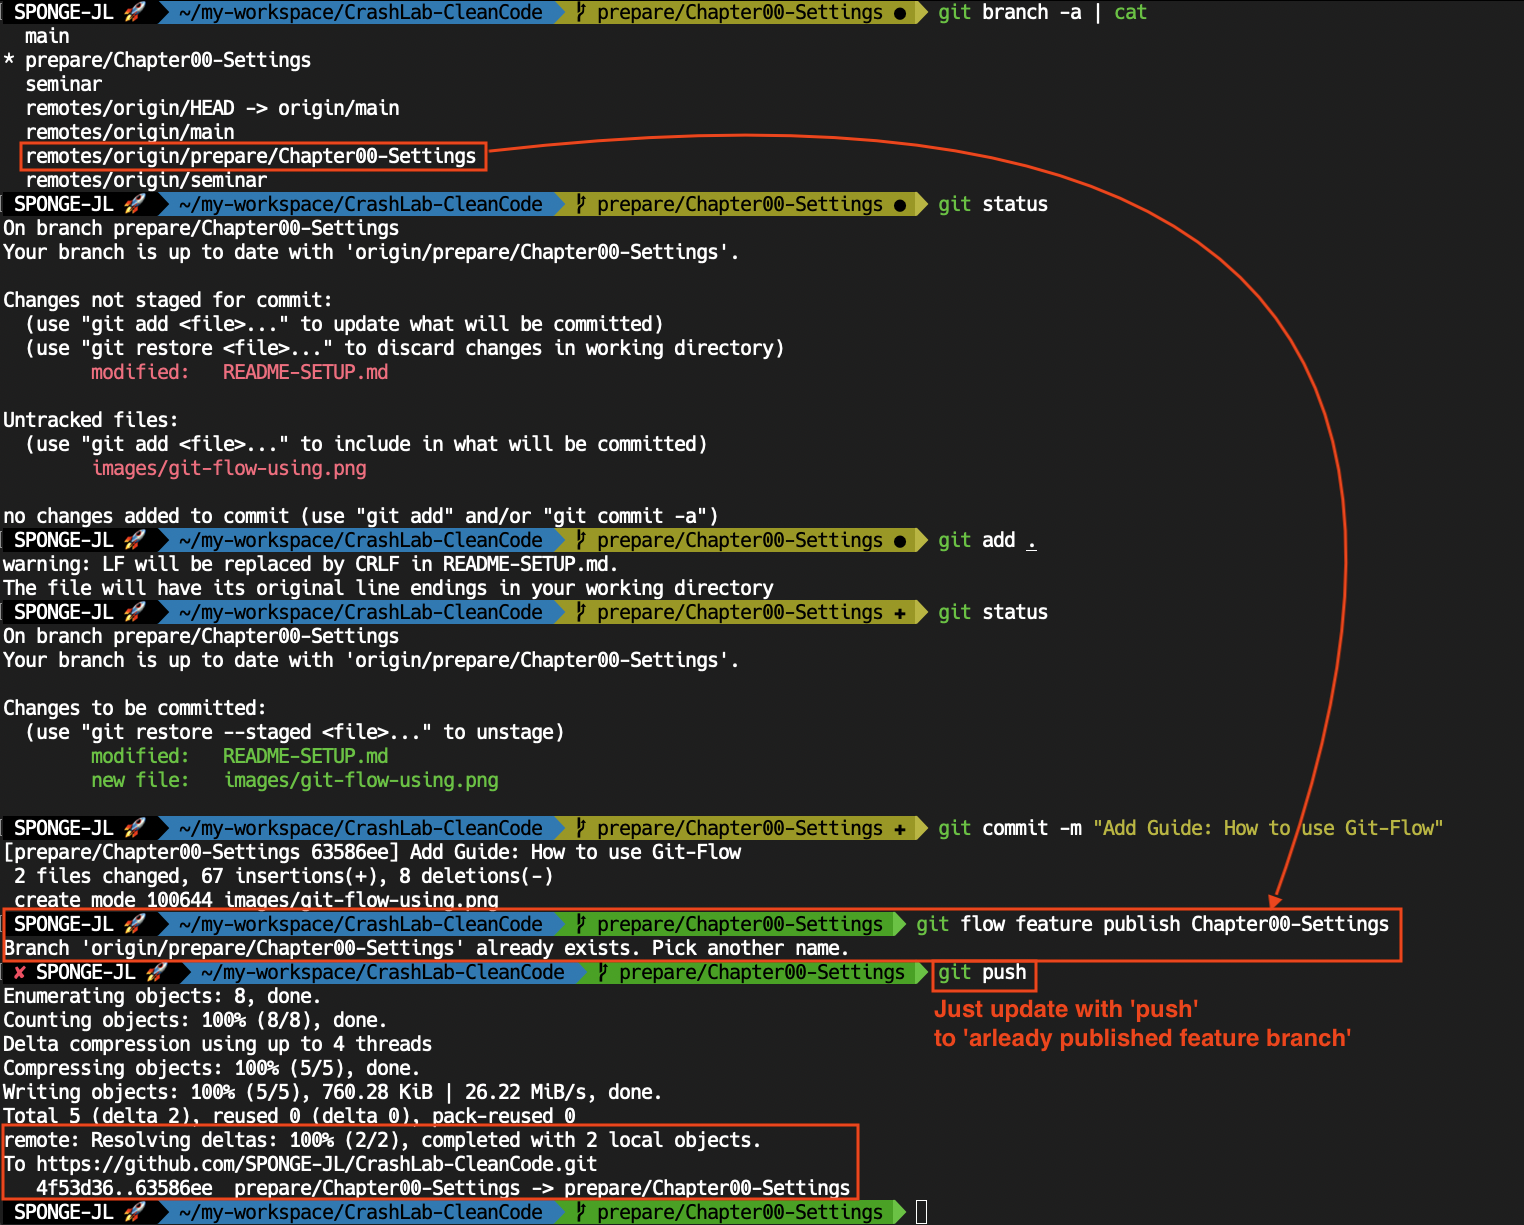 SPONGE-JL 🚀 ~/my-workspace/CrashLab-CleanCode prepare/Chapter00-Settings ● git branch -a | cat
  main
* prepare/Chapter00-Settings
  seminar
  remotes/origin/HEAD -> origin/main
  remotes/origin/main
  remotes/origin/prepare/Chapter00-Settings
  remotes/origin/seminar
SPONGE-JL 🚀 ~/my-workspace/CrashLab-CleanCode prepare/Chapter00-Settings ● git status
On branch prepare/Chapter00-Settings
Your branch is up to date with 'origin/prepare/Chapter00-Settings'.
Changes not staged for commit:
  (use "git add <file>..." to update what will be committed)
  (use "git restore <file>..." to discard changes in working directory)
        modified:   README-SETUP.md
Untracked files:
  (use "git add <file>..." to include in what will be committed)
        images/git-flow-using.png
no changes added to commit (use "git add" and/or "git commit -a")
SPONGE-JL 🚀 ~/my-workspace/CrashLab-CleanCode prepare/Chapter00-Settings ● git add .
warning: LF will be replaced by CRLF in README-SETUP.md.
The file will have its original line endings in your working directory
SPONGE-JL 🚀 ~/my-workspace/CrashLab-CleanCode prepare/Chapter00-Settings ✚ git status
On branch prepare/Chapter00-Settings
Your branch is up to date with 'origin/prepare/Chapter00-Settings'.
Changes to be committed:
  (use "git restore --staged <file>..." to unstage)
        modified:   README-SETUP.md
        new file:   images/git-flow-using.png
SPONGE-JL 🚀 ~/my-workspace/CrashLab-CleanCode prepare/Chapter00-Settings ✚ git commit -m "Add Guide: How to use Git-Flow"
[prepare/Chapter00-Settings 63586ee] Add Guide: How to use Git-Flow
 2 files changed, 67 insertions(+), 8 deletions(-)
 create mode 100644 images/git-flow-using.png
SPONGE-JL 🚀 ~/my-workspace/CrashLab-CleanCode prepare/Chapter00-Settings git flow feature publish Chapter00-Settings
Branch 'origin/prepare/Chapter00-Settings' already exists. Pick another name.
✘ SPONGE-JL 🚀 ~/my-workspace/CrashLab-CleanCode prepare/Chapter00-Settings git push
Enumerating objects: 8, done.
Just update with 'push'
Counting objects: 100% (8/8), done.
to 'arleady published feature branch'
Delta compression using up to 4 threads
Compressing objects: 100% (5/5), done.
Writing objects: 100% (5/5), 760.28 KiB | 26.22 MiB/s, done.
Total 5 (delta 2), reused 0 (delta 0), pack-reused 0
remote: Resolving deltas: 100% (2/2), completed with 2 local objects.
To https://github.com/SPONGE-JL/CrashLab-CleanCode.git
   4f53d36..63586ee  prepare/Chapter00-Settings -> prepare/Chapter00-Settings
SPONGE-JL 🚀 ~/my-workspace/CrashLab-CleanCode prepare/Chapter00-Settings